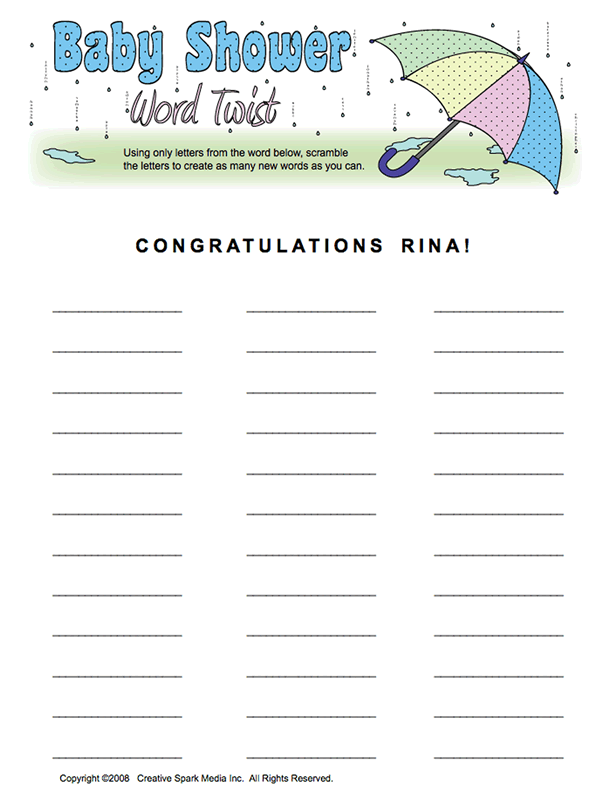 Baby Shower
Word Twist
Using only letters from the word below, scramble
the letters to create as many new words as you can.
CONGRATULATIONS RINA!
Copyright ©2008 Creative Spark Media Inc. All Rights Reserved.